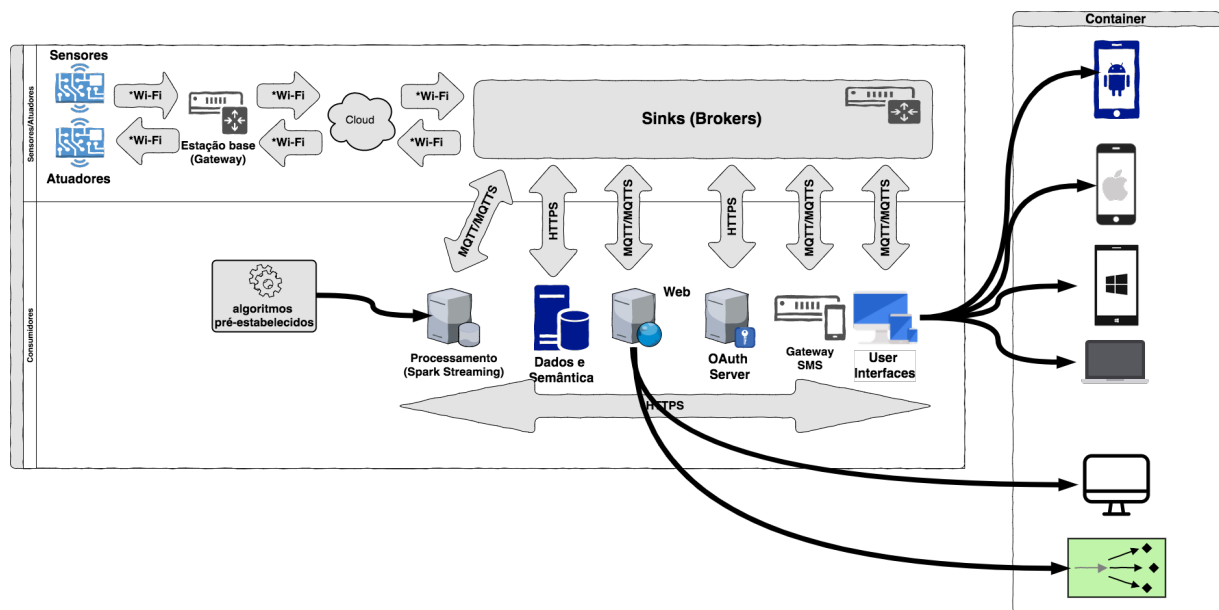 Container
Sensores/Atuadores
Sensores
Atuadores
*Wi-Fi
*Wi-Fi
*Wi-Fi
*Wi-Fi
*Wi-Fi
*Wi-Fi
Estação base
(Gateway)
Cloud
Sinks (Brokers)
MQTT/MQTTS
HTTPS
MQTT/MQTTS
HTTPS
MQTT/MQTTS
MQTT/MQTTS
Consumidores
algoritmos
pré-estabelecidos
Processamento
(Spark Streaming)
Dados e
Semântica
Web
OAuth
Server
Gateway
SMS
User
Interfaces
HTTPS